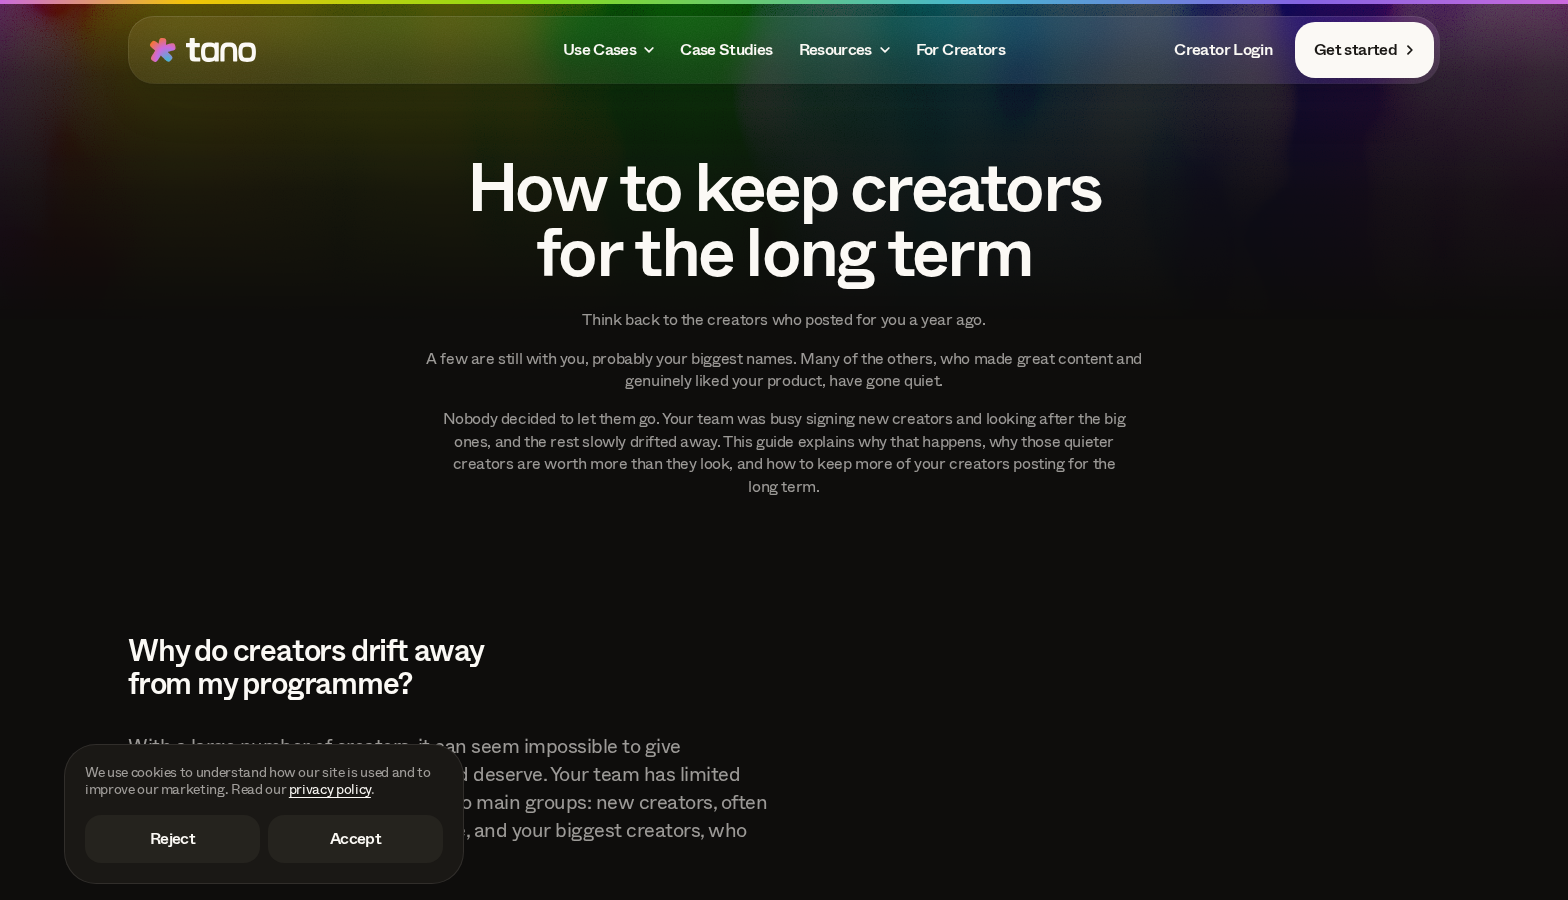 tano
Use Cases
Case Studies
Resources
For Creators
Creator Login
Get started
How to keep creators
for the long term
Think back to the creators who posted for you a year ago.
A few are still with you, probably your biggest names. Many of the others, who made great content and
genuinely liked your product, have gone quiet.
Nobody decided to let them go. Your team was busy signing new creators and looking after the big
ones, and the rest slowly drifted away. This guide explains why that happens, why those quieter
creators are worth more than they look, and how to keep more of your creators posting for the
long term.
Why do creators drift away
from my programme?
With a large number of creators, it can seem impossible to give
deserve. Your team has limited
main groups: new creators, often
, and your biggest creators, who
We use cookies to understand how our site is used and to
improve our marketing. Read our privacy policy.
Reject
Accept